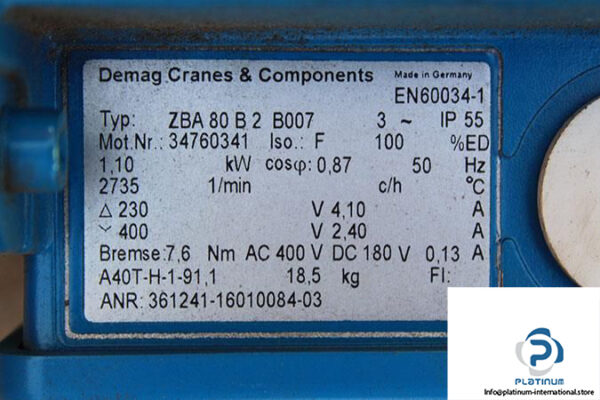 Demag Cranes & Components Made in Germany
EN60034-1
Typ: ZBA 80 B 2 B007 3 ~ IP 55
Mot.Nr.: 34760341 Iso.: F 100 %ED
1,10 kW cosφ: 0,87 50 Hz
2735 1/min c/h °C
△ 230 V 4,10 A
﹀ 400 V 2,40 A
Bremse: 7,6 Nm AC 400 V DC 180 V 0,13 A
A40T-H-1-91,1 18,5 kg FI:
ANR: 361241-16010084-03
PLATINUM
INTERNATIONAL
Info@platinum-international.store